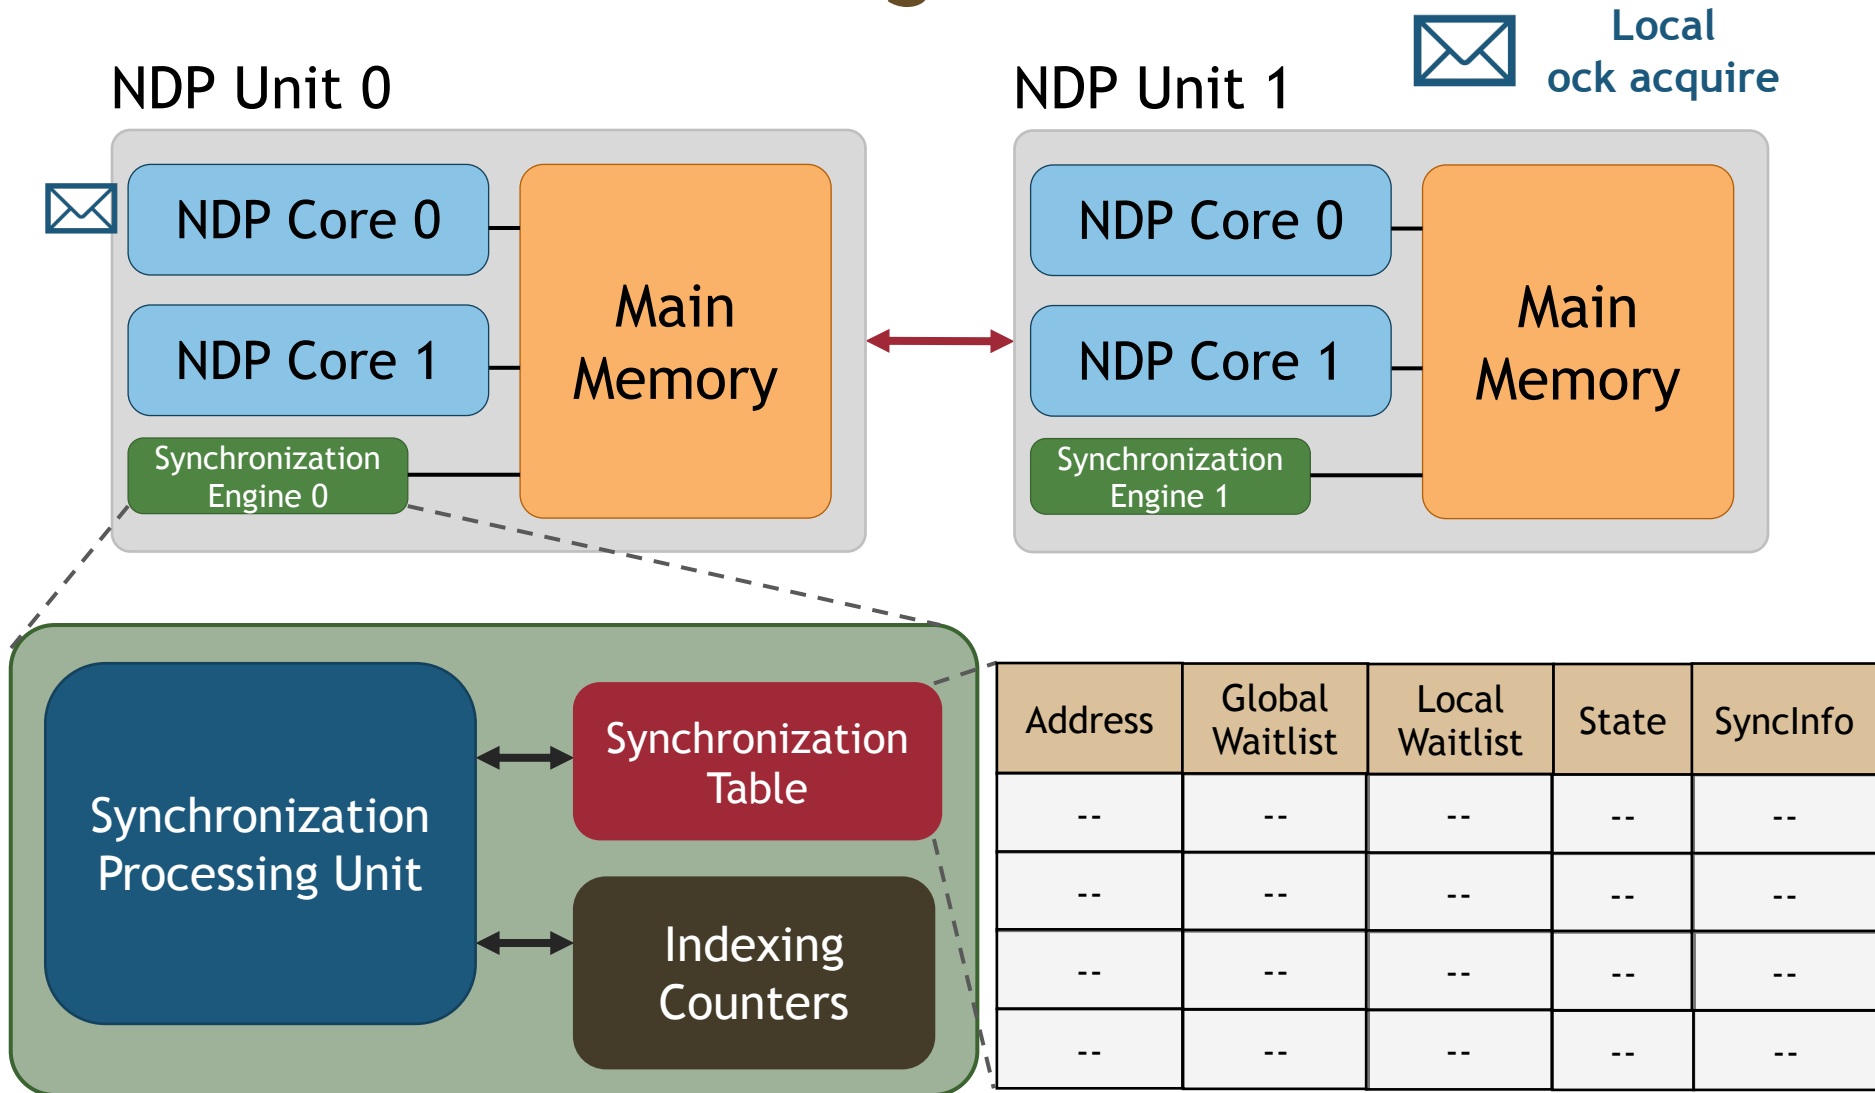 Local
ock acquire
NDP Unit 0
NDP Unit 1
NDP Core 0
NDP Core 1
Synchronization
Engine 0
Main
Memory
NDP Core 0
NDP Core 1
Synchronization
Engine 1
Main
Memory
Synchronization
Processing Unit
Synchronization
Table
Indexing
Counters
Address Global Waitlist Local Waitlist State SyncInfo
-- -- -- -- --
-- -- -- -- --
-- -- -- -- --
-- -- -- -- --